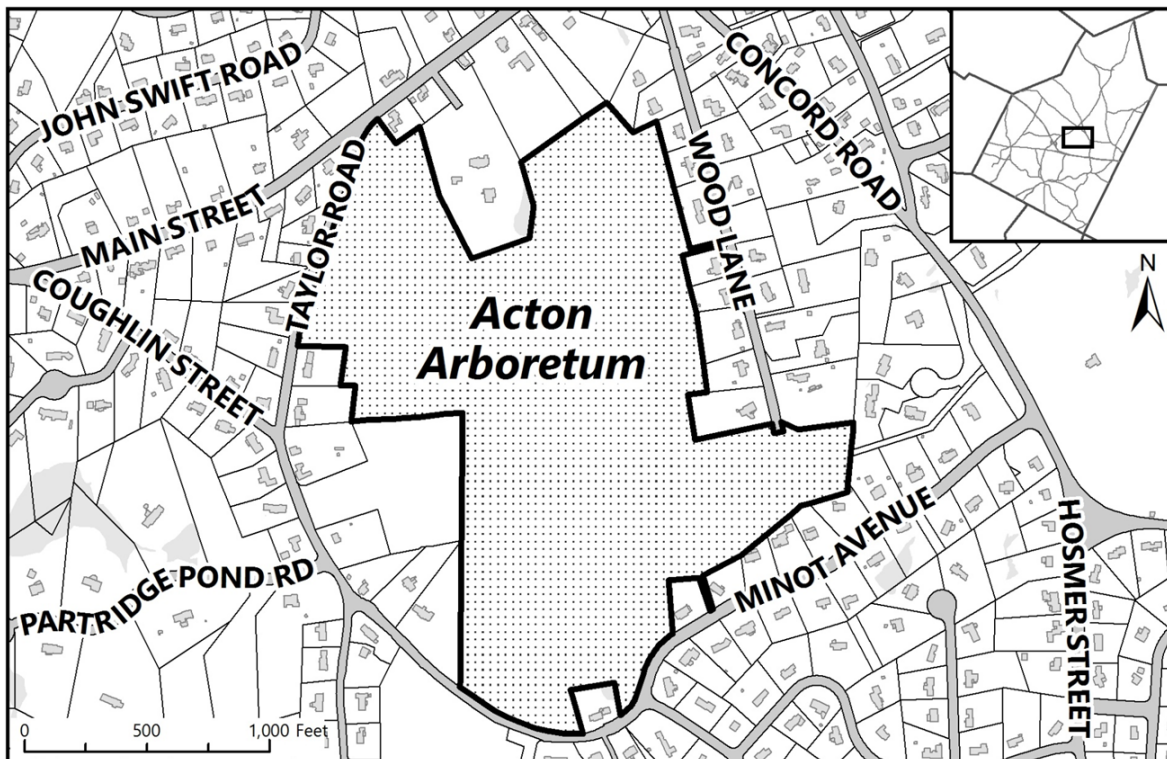 JOHN SWIFT ROAD
CONCORD ROAD
MAIN STREET
TAYLOR ROAD
WOOD LANE
COUGHLIN STREET
N
Acton
Arboretum
MINOT AVENUE
HOSMER STREET
PARTRIDGE POND RD
0 500 1,000 Feet